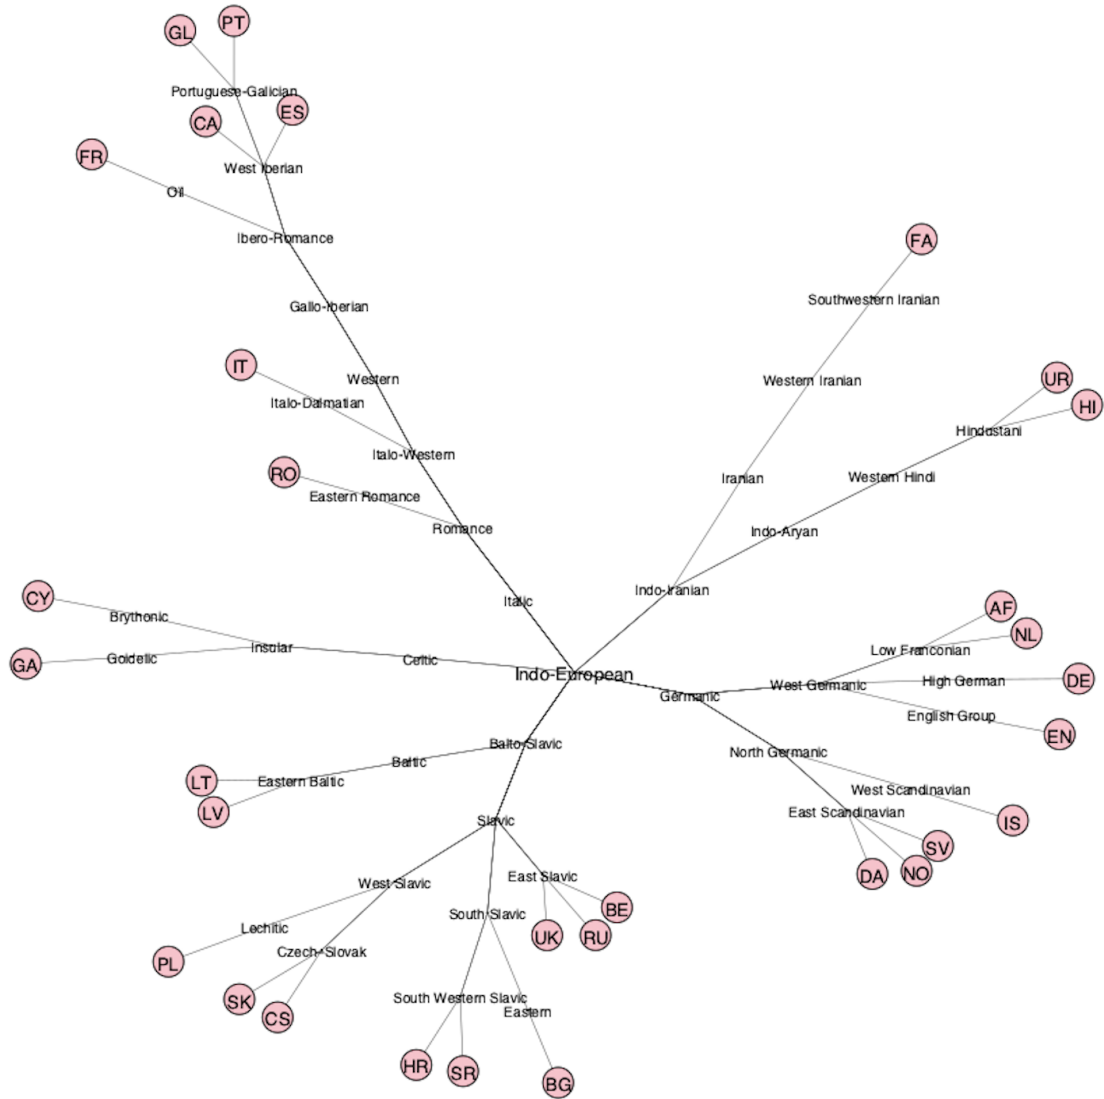 GL
PT
Portuguese-Galician
CA
ES
FR
West Iberian
Oïl
Ibero-Romance
FA
Southwestern Iranian
Gallo-Iberian
IT
Western
Western Iranian
UR
HI
Italo-Dalmatian
Hindustani
Italo-Western
RO
Eastern Romance
Iranian
Western Hindi
Romance
Indo-Aryan
Indo-Iranian
CY
Italic
AF
Brythonic
NL
Insular
Low Franconian
GA
Goidelic
Celtic
Indo-European
West Germanic
High German
DE
Germanic
English Group
EN
Balto-Slavic
North Germanic
Baltic
LT
Eastern Baltic
West Scandinavian
LV
East Scandinavian
Slavic
IS
SV
West Slavic
East Slavic
DA
NO
South Slavic
BE
Lechitic
UK
RU
PL
Czech-Slovak
SK
South Western Slavic
CS
Eastern
HR
SR
BG